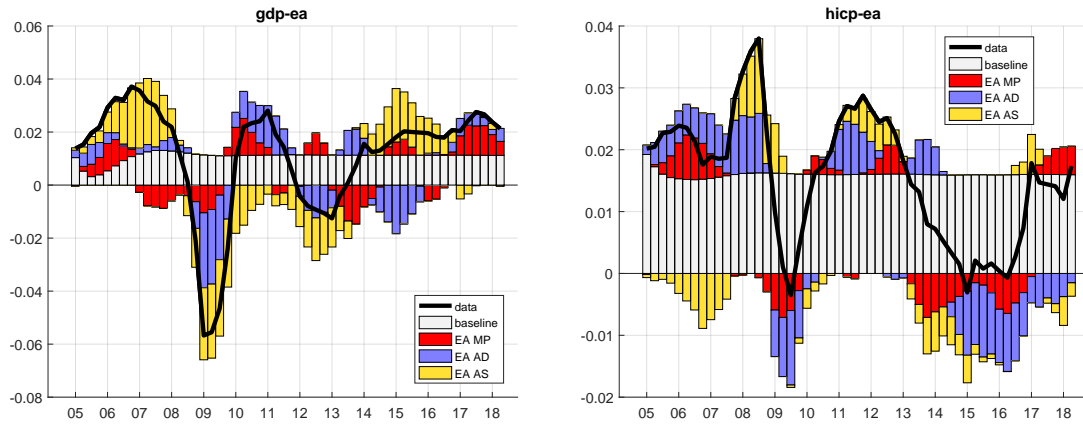 gdp-ea
0.06
0.04
0.02
0
-0.02
-0.04
-0.06
-0.08
05 06 07 08 09 10 11 12 13 14 15 16 17 18
data
baseline
EA MP
EA AD
EA AS
hicp-ea
0.04
0.03
0.02
0.01
0
-0.01
-0.02
05 06 07 08 09 10 11 12 13 14 15 16 17 18
data
baseline
EA MP
EA AD
EA AS